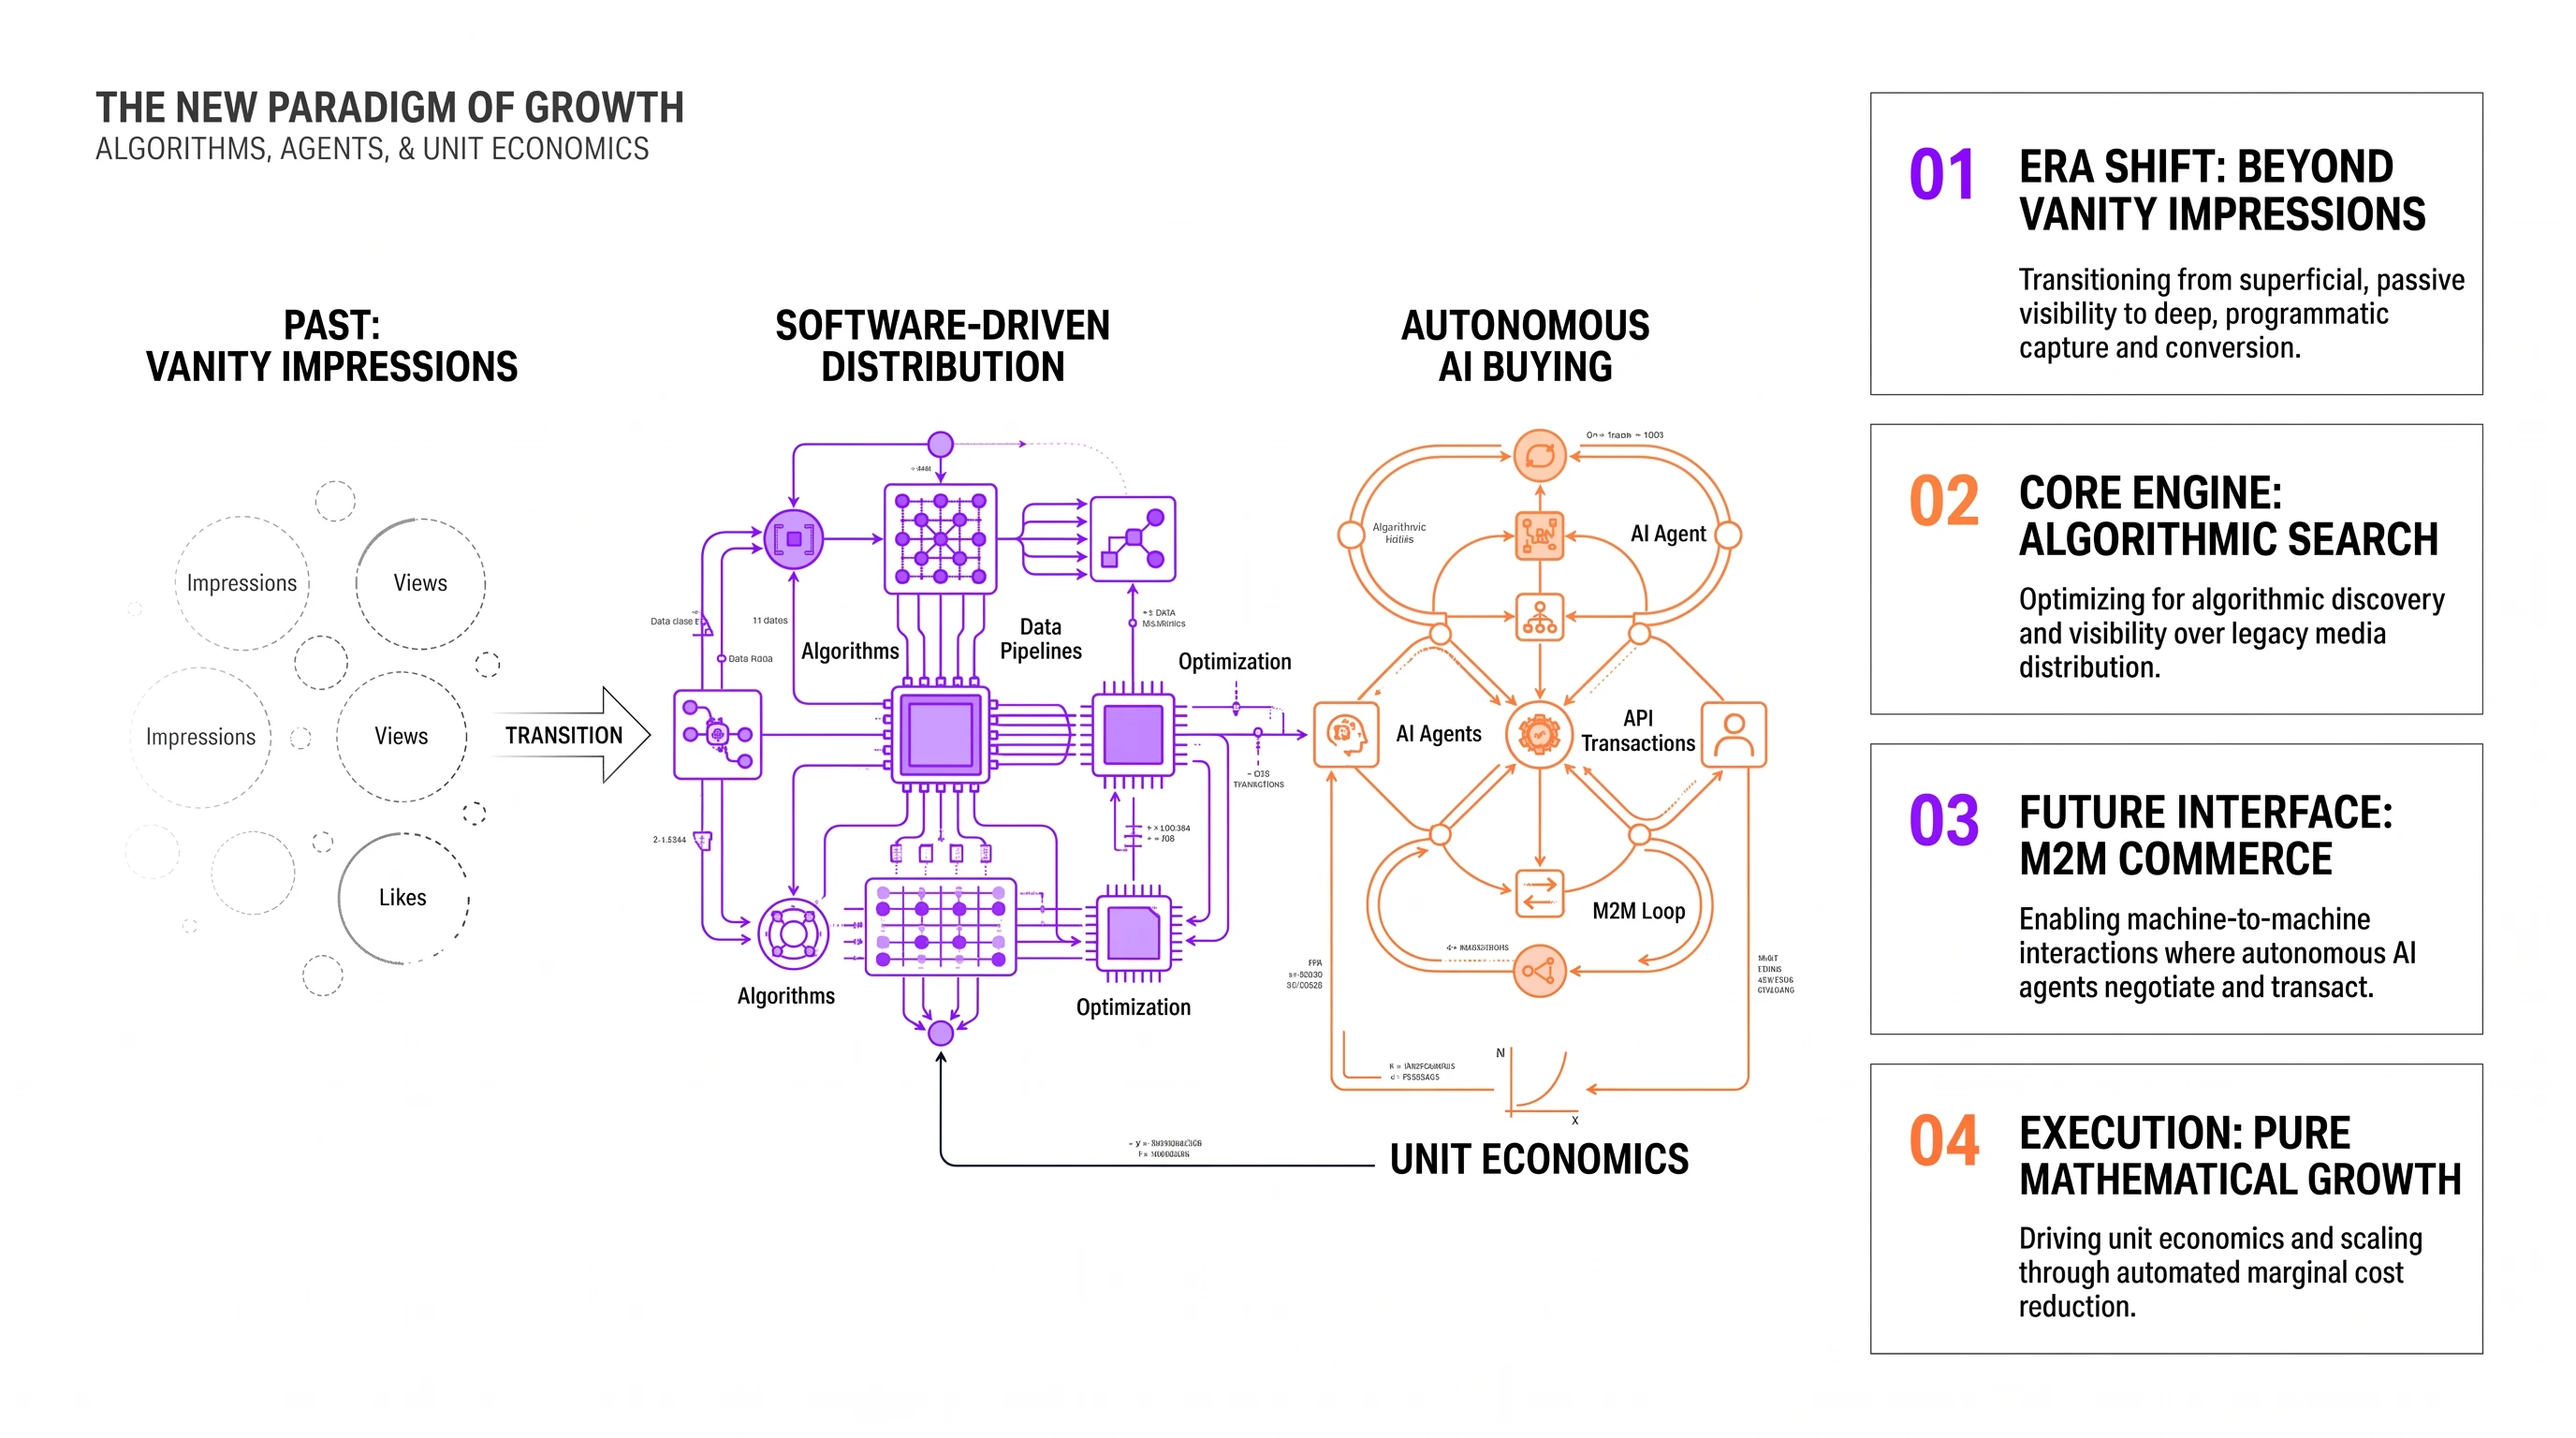 THE NEW PARADIGM OF GROWTH
ALGORITHMS, AGENTS, & UNIT ECONOMICS
PAST:
VANITY IMPRESSIONS
Impressions
Views
Impressions
Views
Likes
TRANSITION
SOFTWARE-DRIVEN
DISTRIBUTION
11 dates
Algorithms
Data
Pipelines
Optimization
2-1.5344
Algorithms
Optimization
AUTONOMOUS
AI BUYING
AI Agent
AI Agents
API
Transactions
M2M Loop
N
X
UNIT ECONOMICS
01
ERA SHIFT: BEYOND
VANITY IMPRESSIONS
Transitioning from superficial, passive
visibility to deep, programmatic
capture and conversion.
02
CORE ENGINE:
ALGORITHMIC SEARCH
Optimizing for algorithmic discovery
and visibility over legacy media
distribution.
03
FUTURE INTERFACE:
M2M COMMERCE
Enabling machine-to-machine
interactions where autonomous AI
agents negotiate and transact.
04
EXECUTION: PURE
MATHEMATICAL GROWTH
Driving unit economics and scaling
through automated marginal cost
reduction.